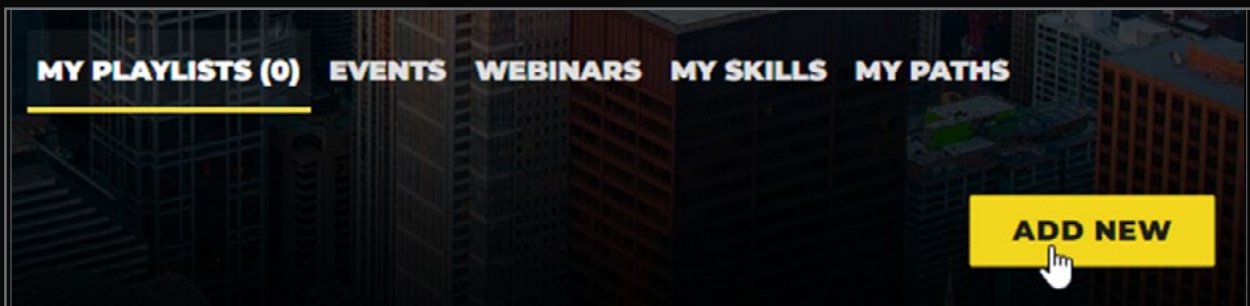 MY PLAYLISTS (0) EVENTS WEBINARS MY SKILLS MY PATHS
ADD NEW